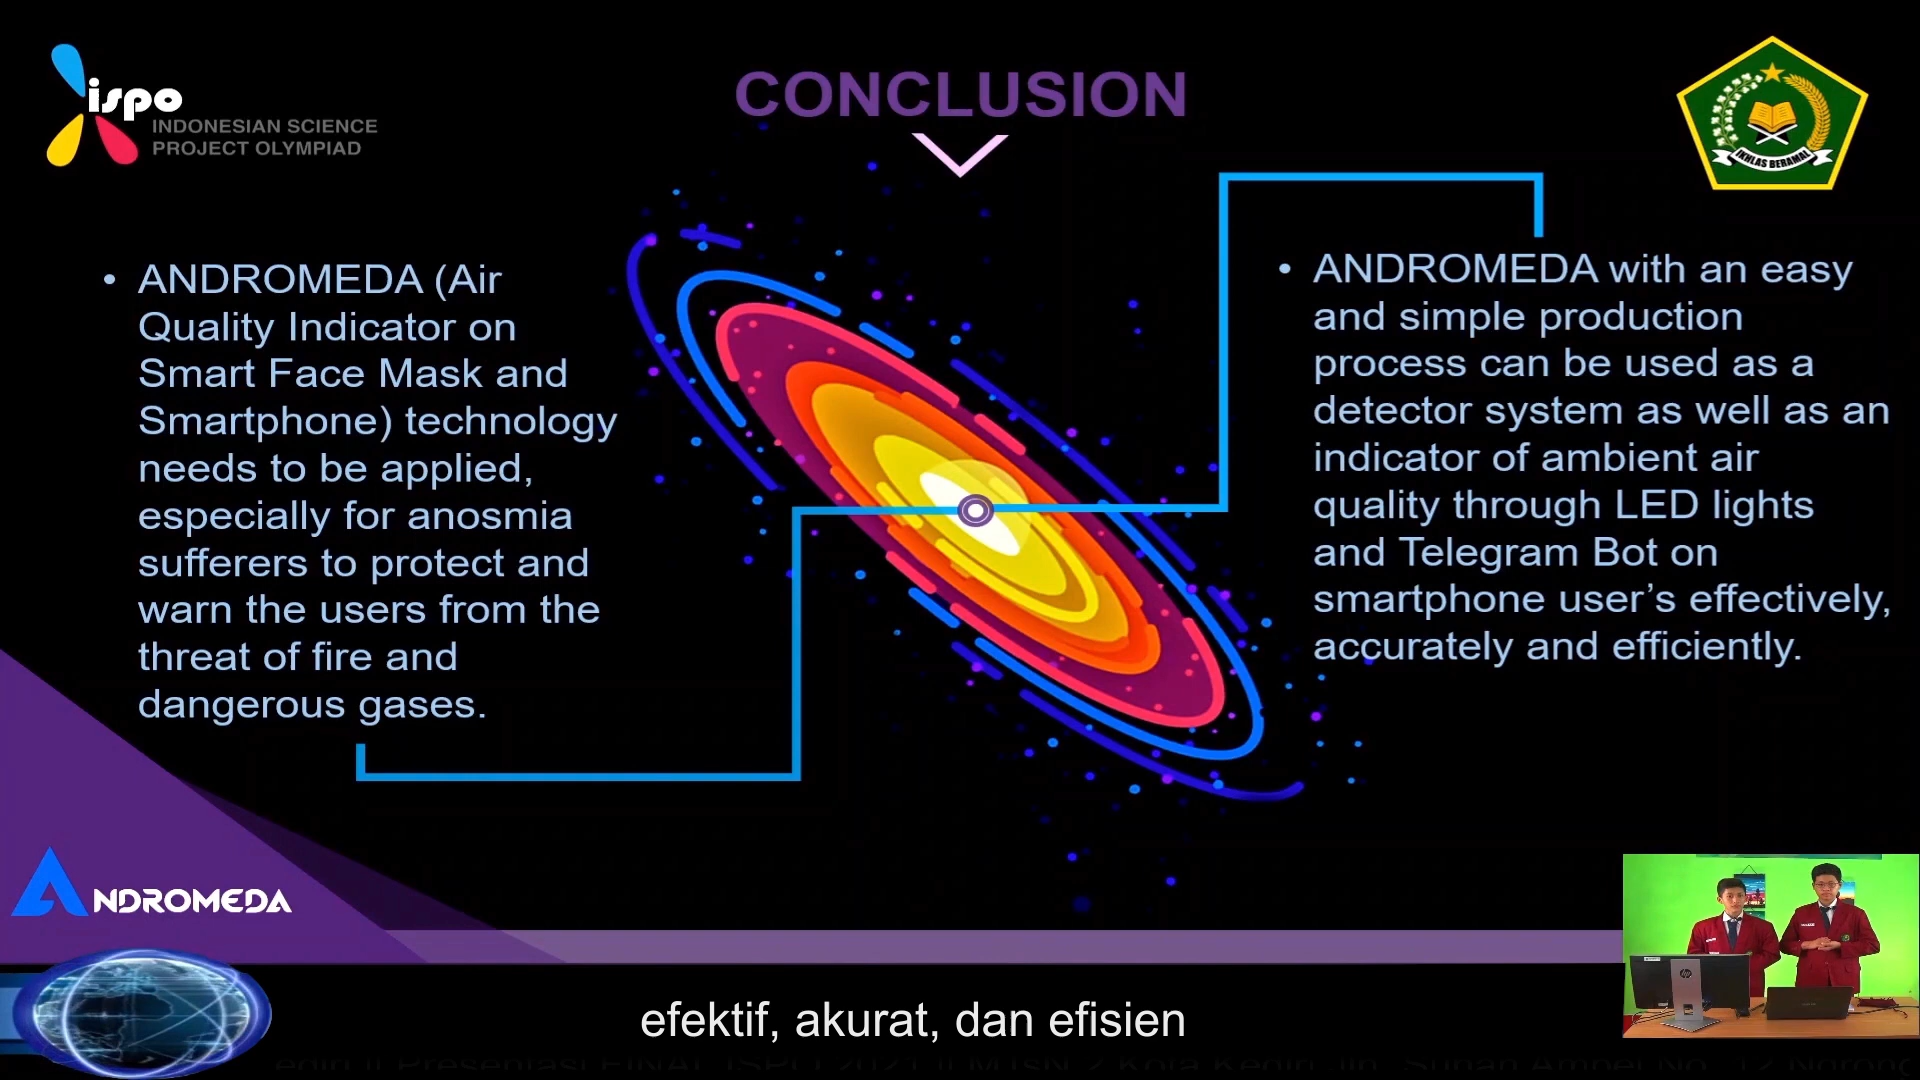 ispo
INDONESIAN SCIENCE
PROJECT OLYMPIAD
CONCLUSION
IKHLAS BERAMAL
• ANDROMEDA (Air
Quality Indicator on
Smart Face Mask and
Smartphone) technology
needs to be applied,
especially for anosmia
sufferers to protect and
warn the users from the
threat of fire and
dangerous gases.
• ANDROMEDA with an easy
and simple production
process can be used as a
detector system as well as an
indicator of ambient air
quality through LED lights
and Telegram Bot on
smartphone user’s effectively,
accurately and efficiently.
ANDROMEDA
hp
efektif, akurat, dan efisien